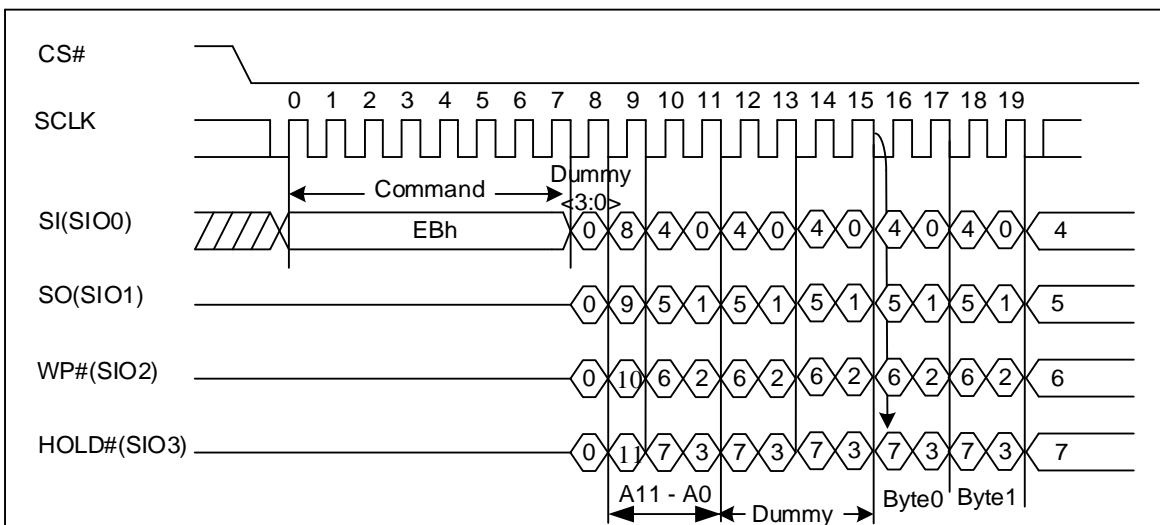 CS#
0 1 2 3 4 5 6 7 8 9 10 11 12 13 14 15 16 17 18 19
SCLK
Dummy
Command
<3:0>
SI(SIO0) EBh 0 8 4 0 4 0 4 0 4 0 4 0 4
SO(SIO1) 0 9 5 1 5 1 5 1 5 1 5 1 5
WP#(SIO2) 0 10 6 2 6 2 6 2 6 2 6 2 6
HOLD#(SIO3) 0 11 7 3 7 3 7 3 7 3 7 3 7
A11 - A0 Byte0 Byte1
Dummy